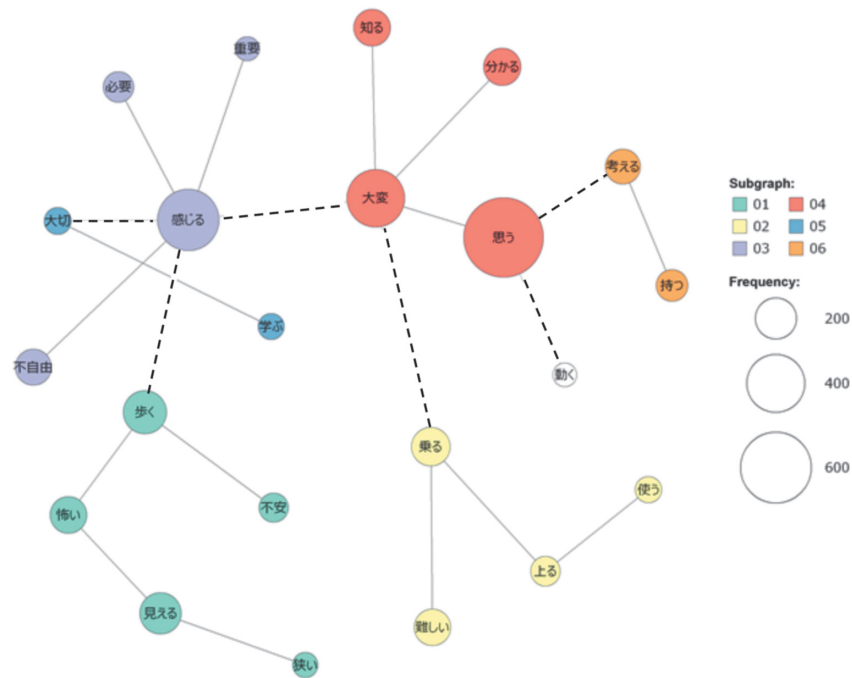 知る
重要
分かる
必要
考える
大変
大切
感じる
思う
持つ
学ぶ
不自由
動く
歩く
乗る
使う
不安
怖い
上る
見える
難しい
狭い
Subgraph:
01 04
02 05
03 06
Frequency:
200
400
600